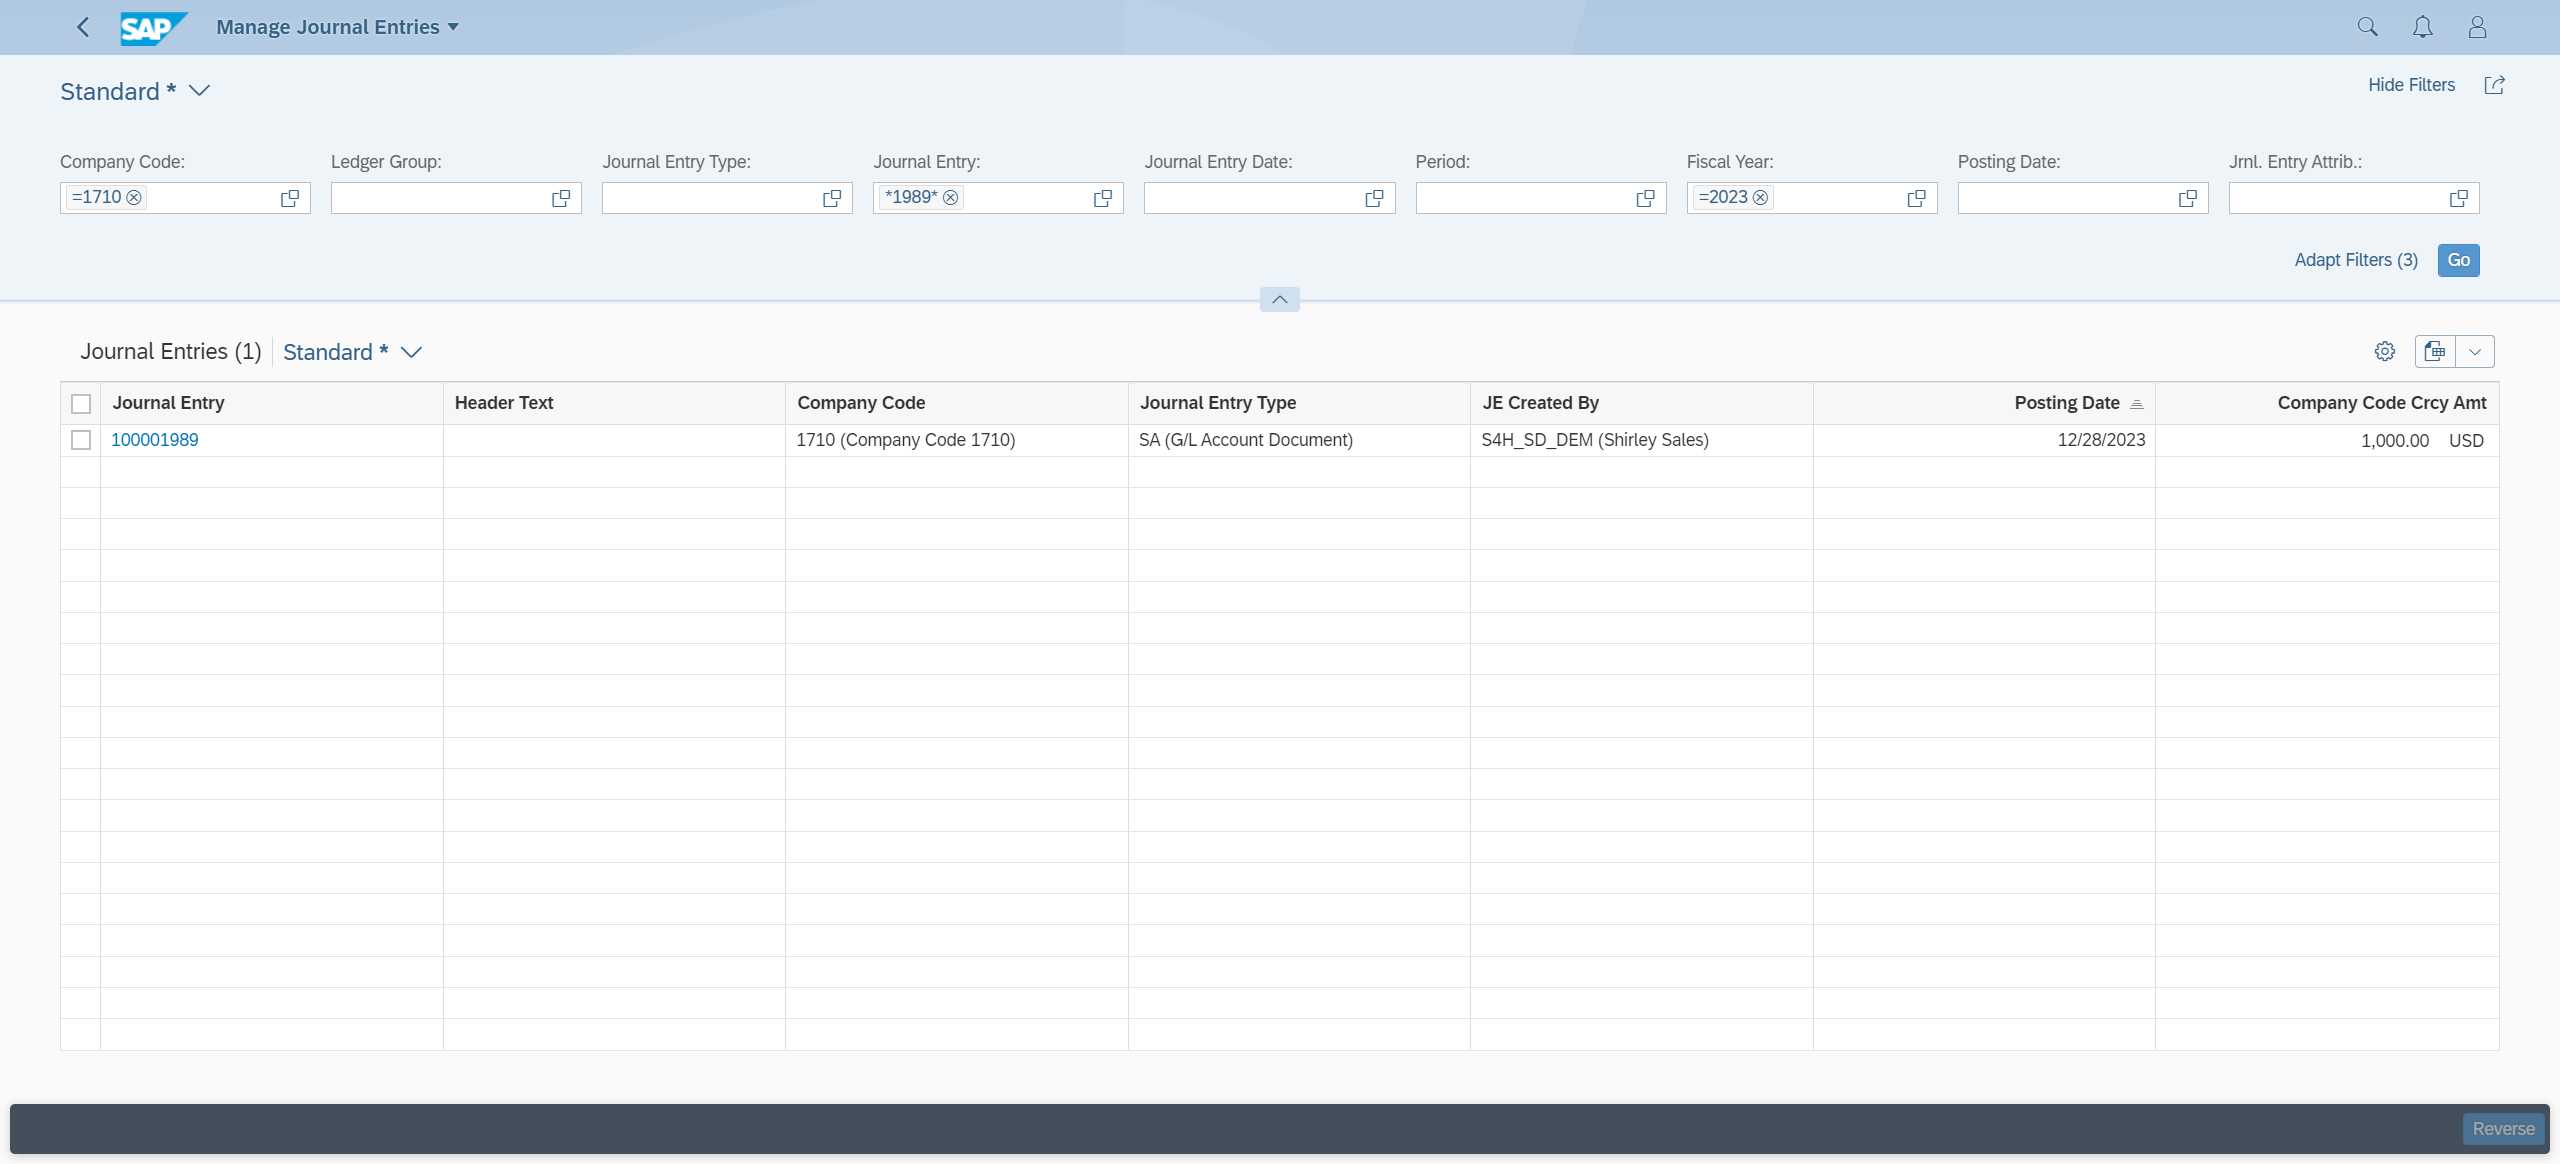 SAP Manage Journal Entries
Standard *
Hide Filters
Company Code: Ledger Group: Journal Entry Type: Journal Entry: Journal Entry Date: Period: Fiscal Year: Posting Date: Jrnl. Entry Attrib.:
=1710 *1989* =2023
Adapt Filters (3) Go
Journal Entries (1) Standard *
Journal Entry Header Text Company Code Journal Entry Type JE Created By Posting Date Company Code Crcy Amt
100001989 1710 (Company Code 1710) SA (G/L Account Document) S4H_SD_DEM (Shirley Sales) 12/28/2023 1,000.00 USD
Reverse